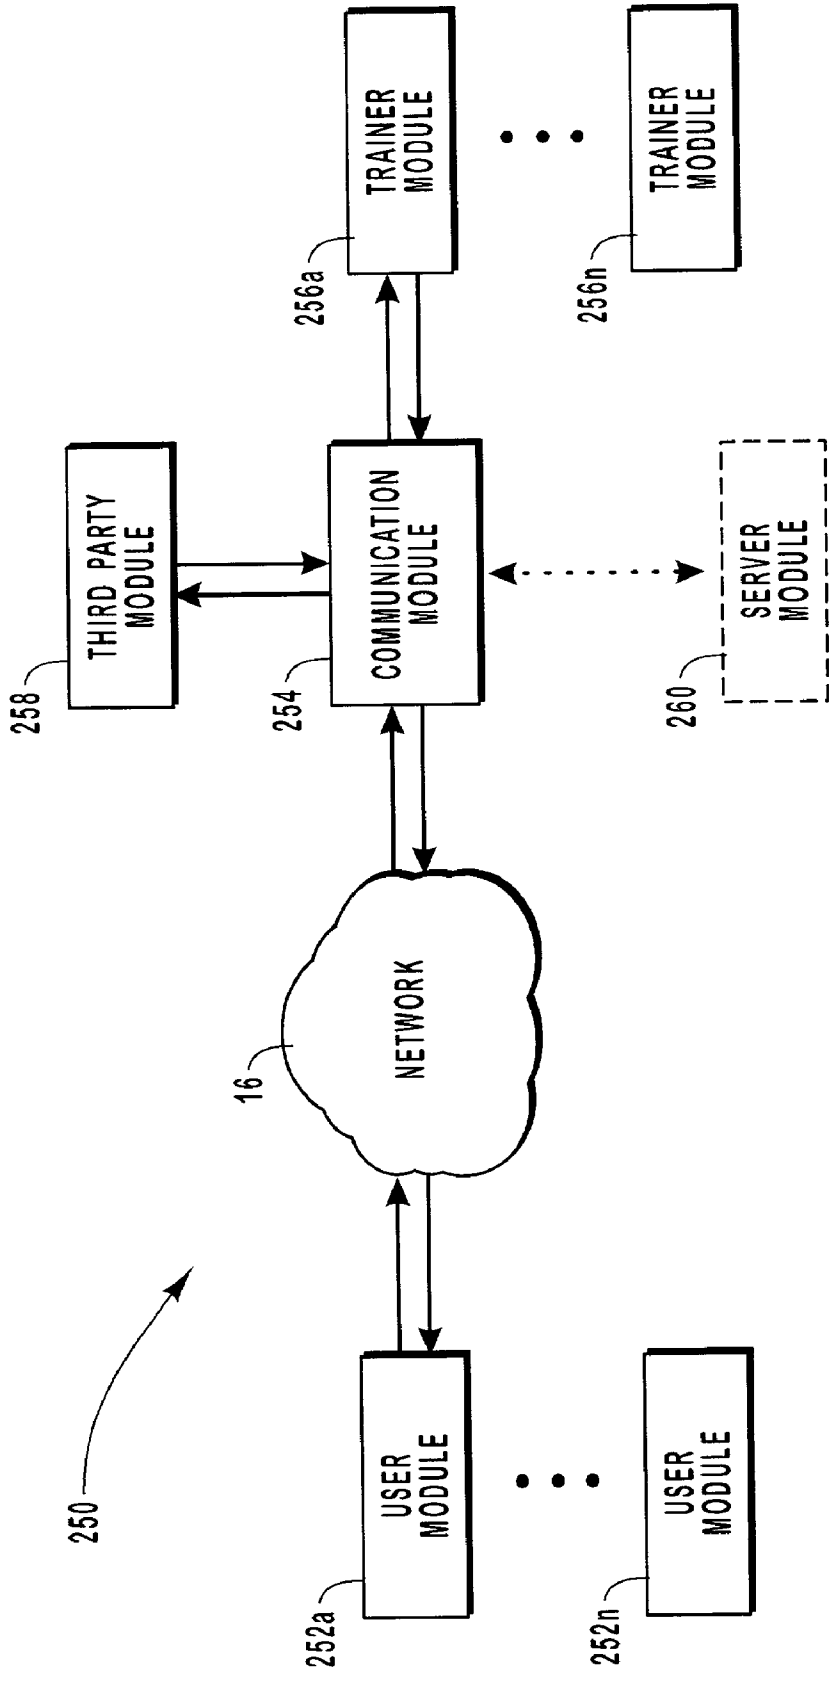 258
THIRD PARTY
MODULE
250
252a
USER
MODULE
16
NETWORK
254
COMMUNICATION
MODULE
256a
TRAINER
MODULE
252n
USER
MODULE
260
SERVER
MODULE
256n
TRAINER
MODULE